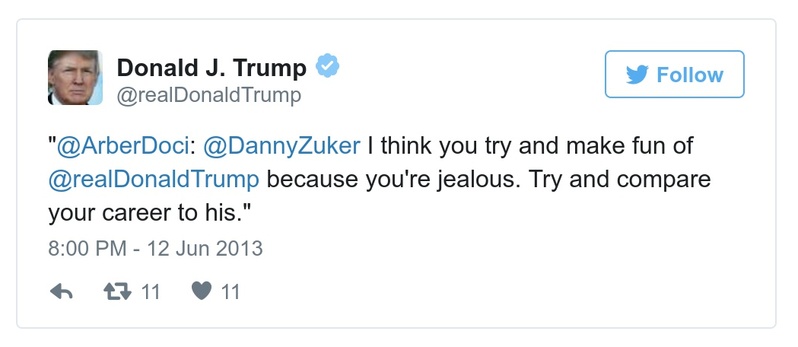 Donald J. Trump
@realDonaldTrump
Follow
"@ArberDoci: @DannyZuker I think you try and make fun of
@realDonaldTrump because you're jealous. Try and compare
your career to his."
8:00 PM - 12 Jun 2013
11 11